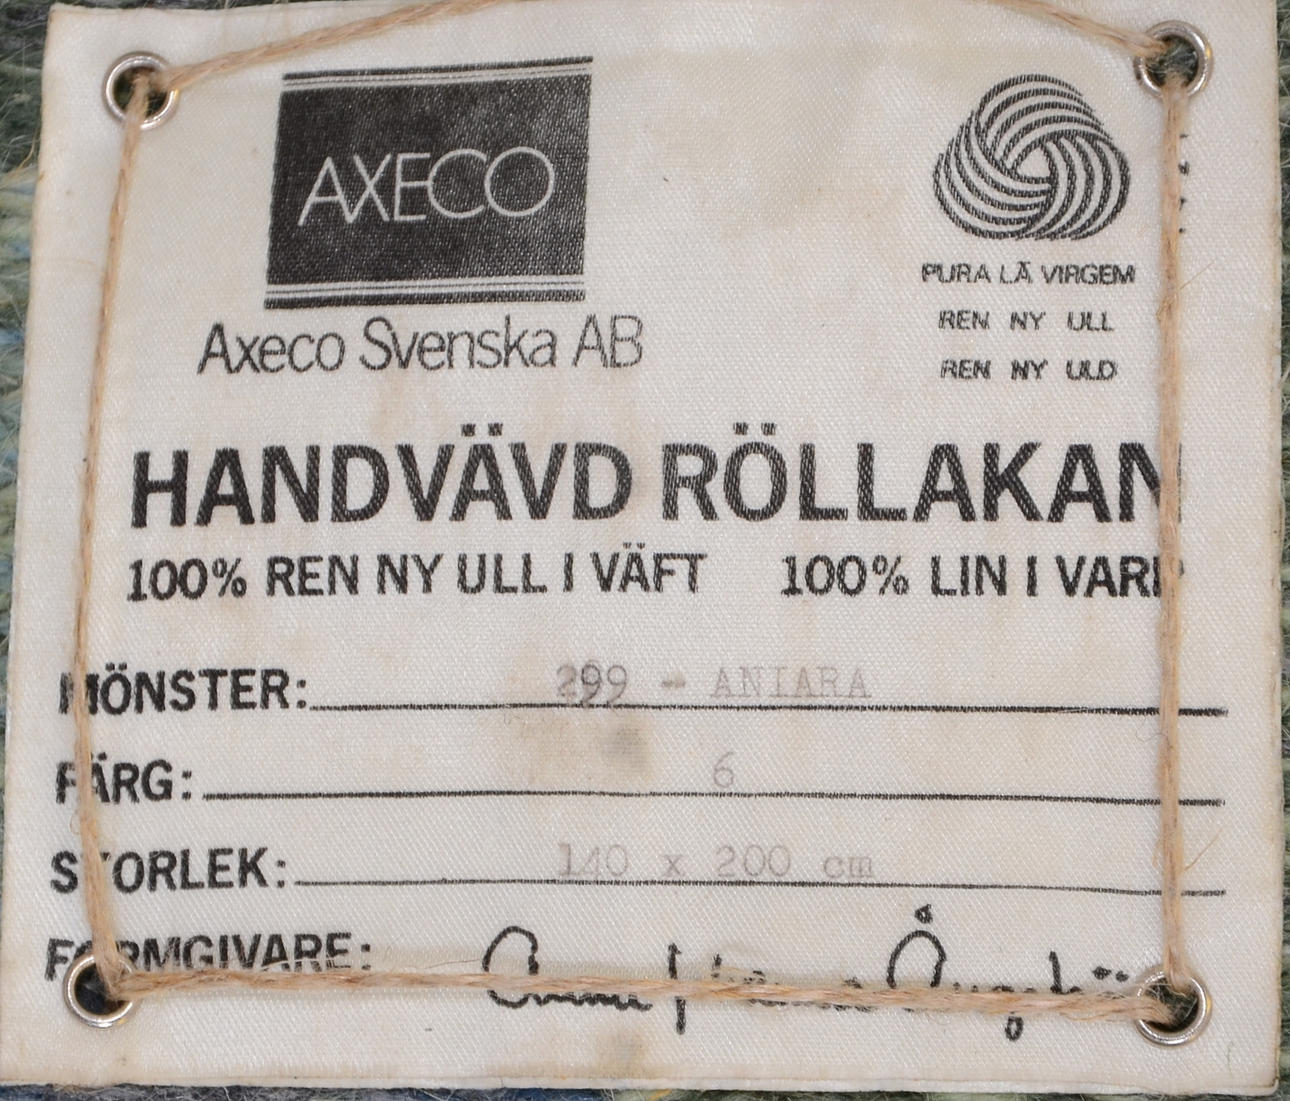 AXECO
Axeco Svenska AB
PURA LÃ VIRGEM
REN NY ULL
REN NY ULD
HANDVÄVD RÖLLAKAN
100% REN NY ULL I VÄFT 100% LIN I VARP
MÖNSTER: 299 - ANIARA
FÄRG: 6
STORLEK: 140 x 200 cm
FORMGIVARE: Anna